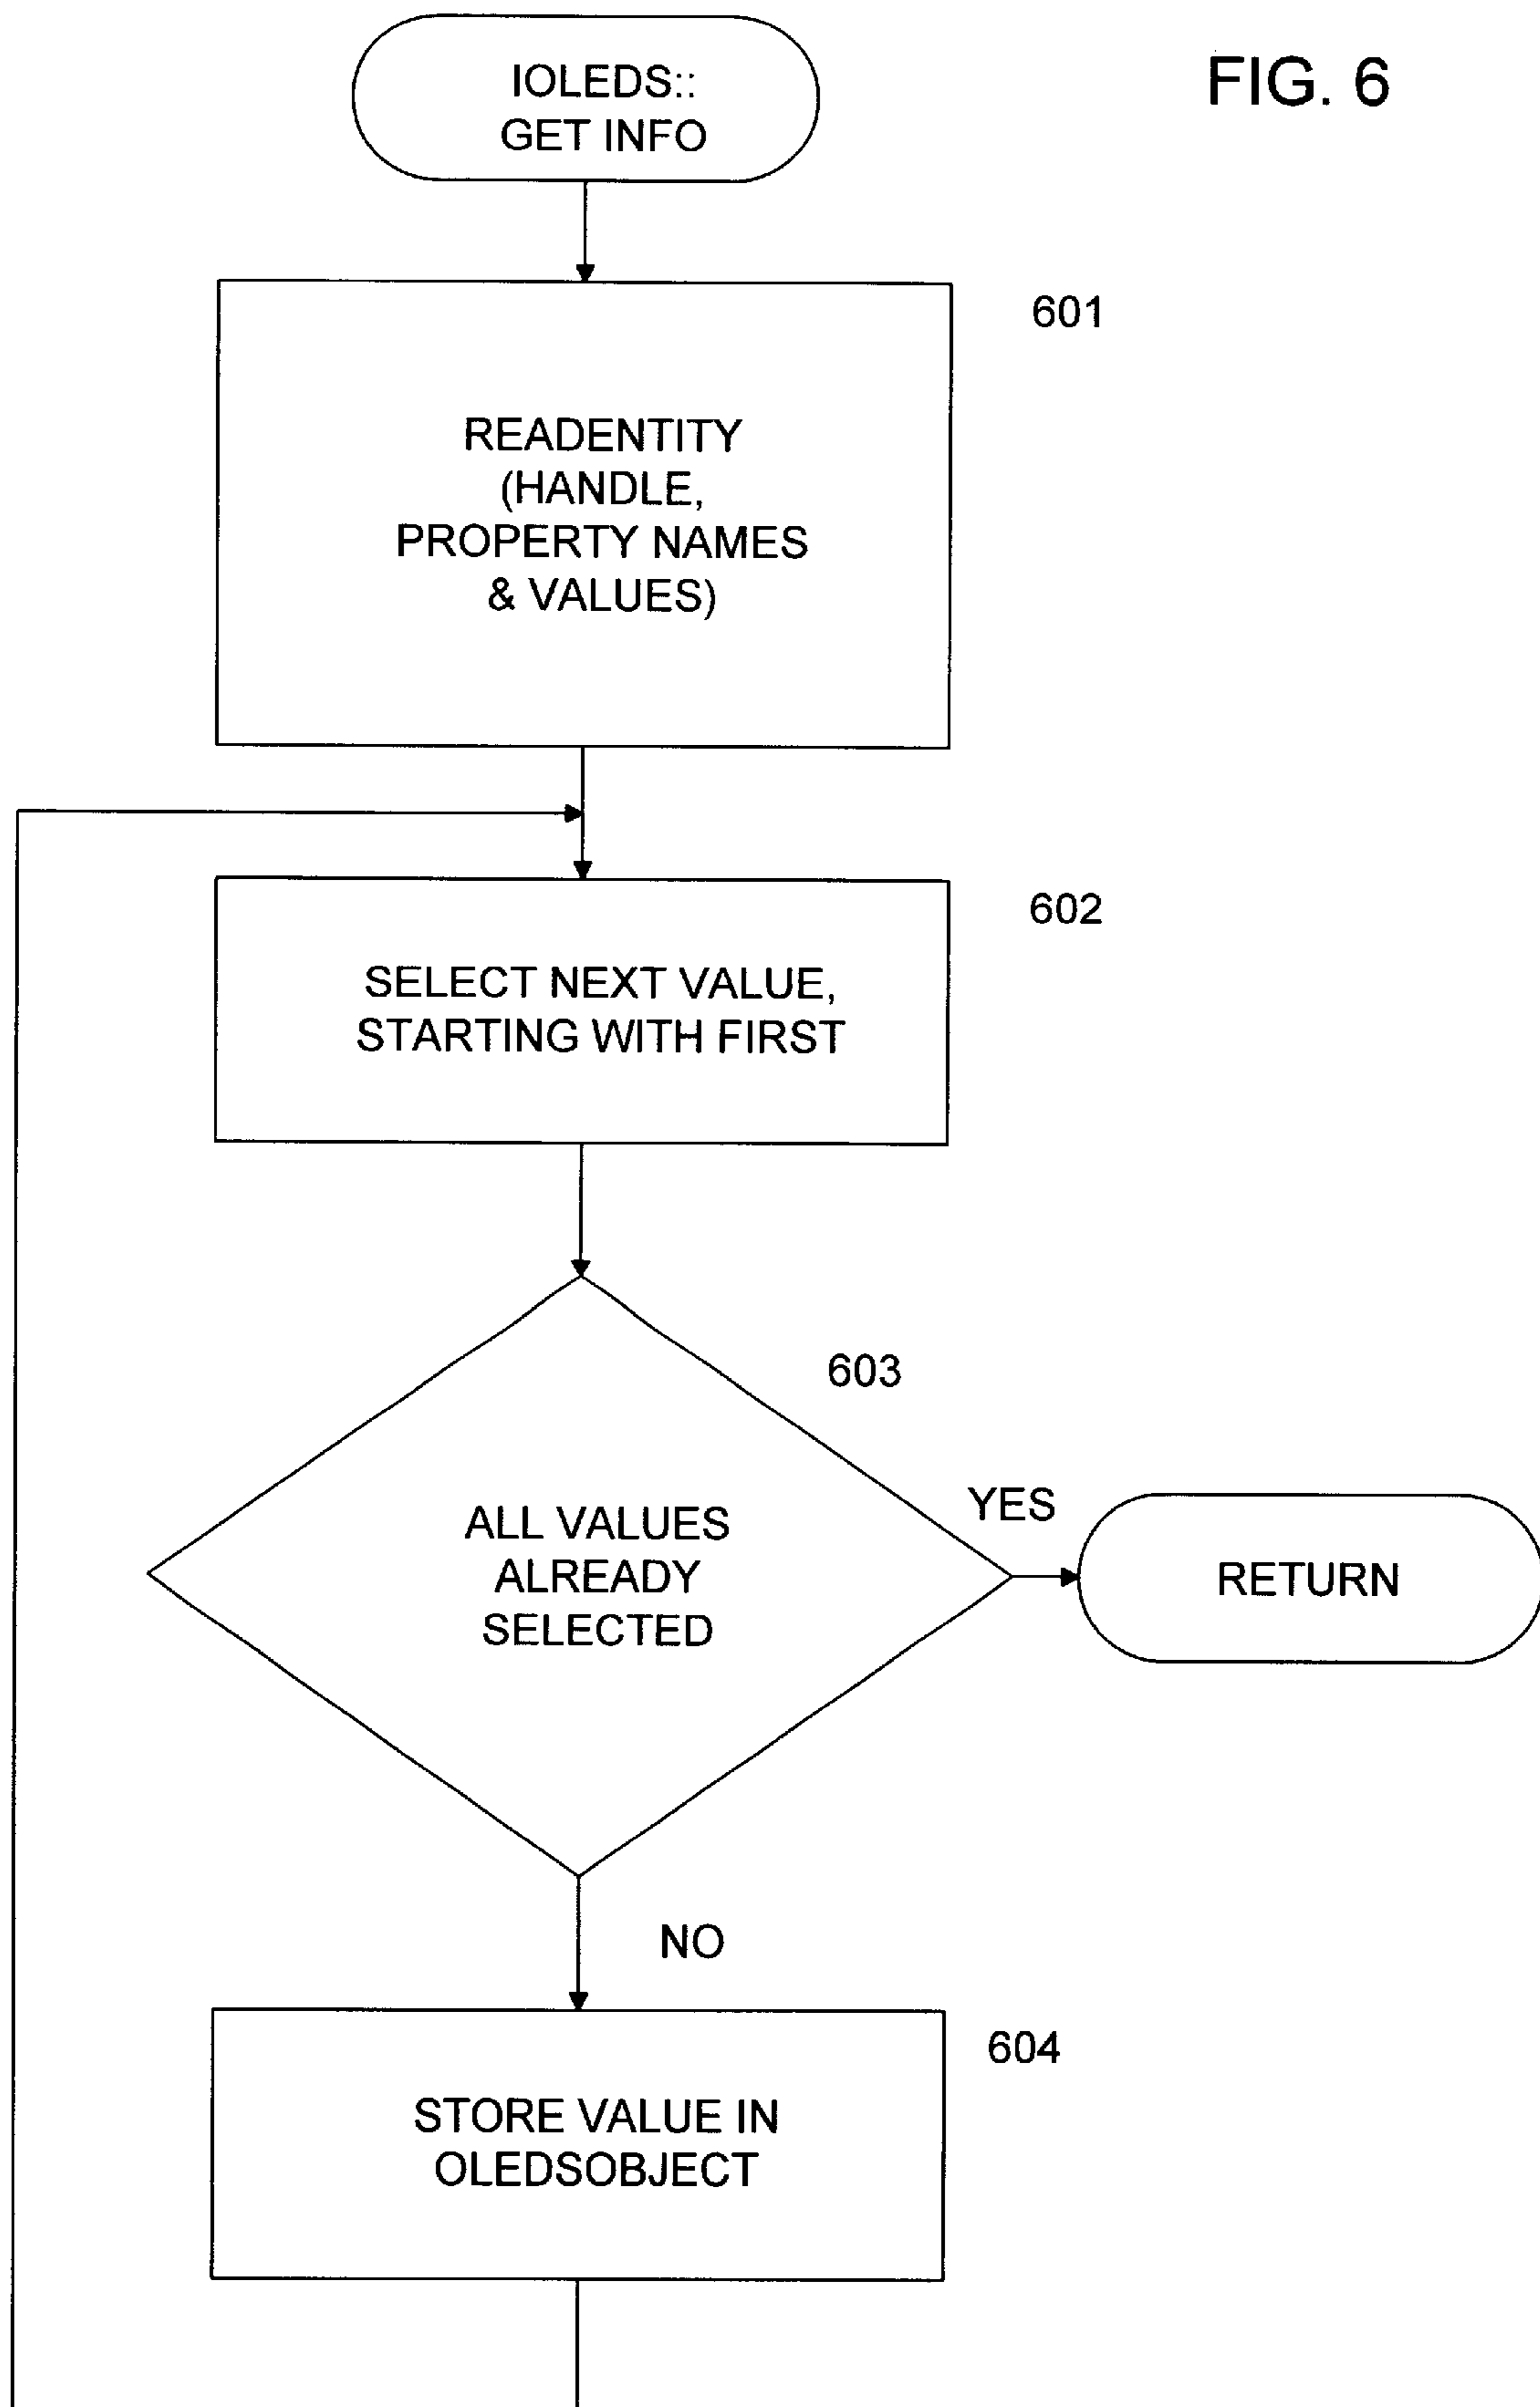 FIG. 6
IOLEDS::
GET INFO
601
READENTITY
(HANDLE,
PROPERTY NAMES
& VALUES)
602
SELECT NEXT VALUE,
STARTING WITH FIRST
603
ALL VALUES
ALREADY
SELECTED
YES
RETURN
NO
604
STORE VALUE IN
OLEDSOBJECT